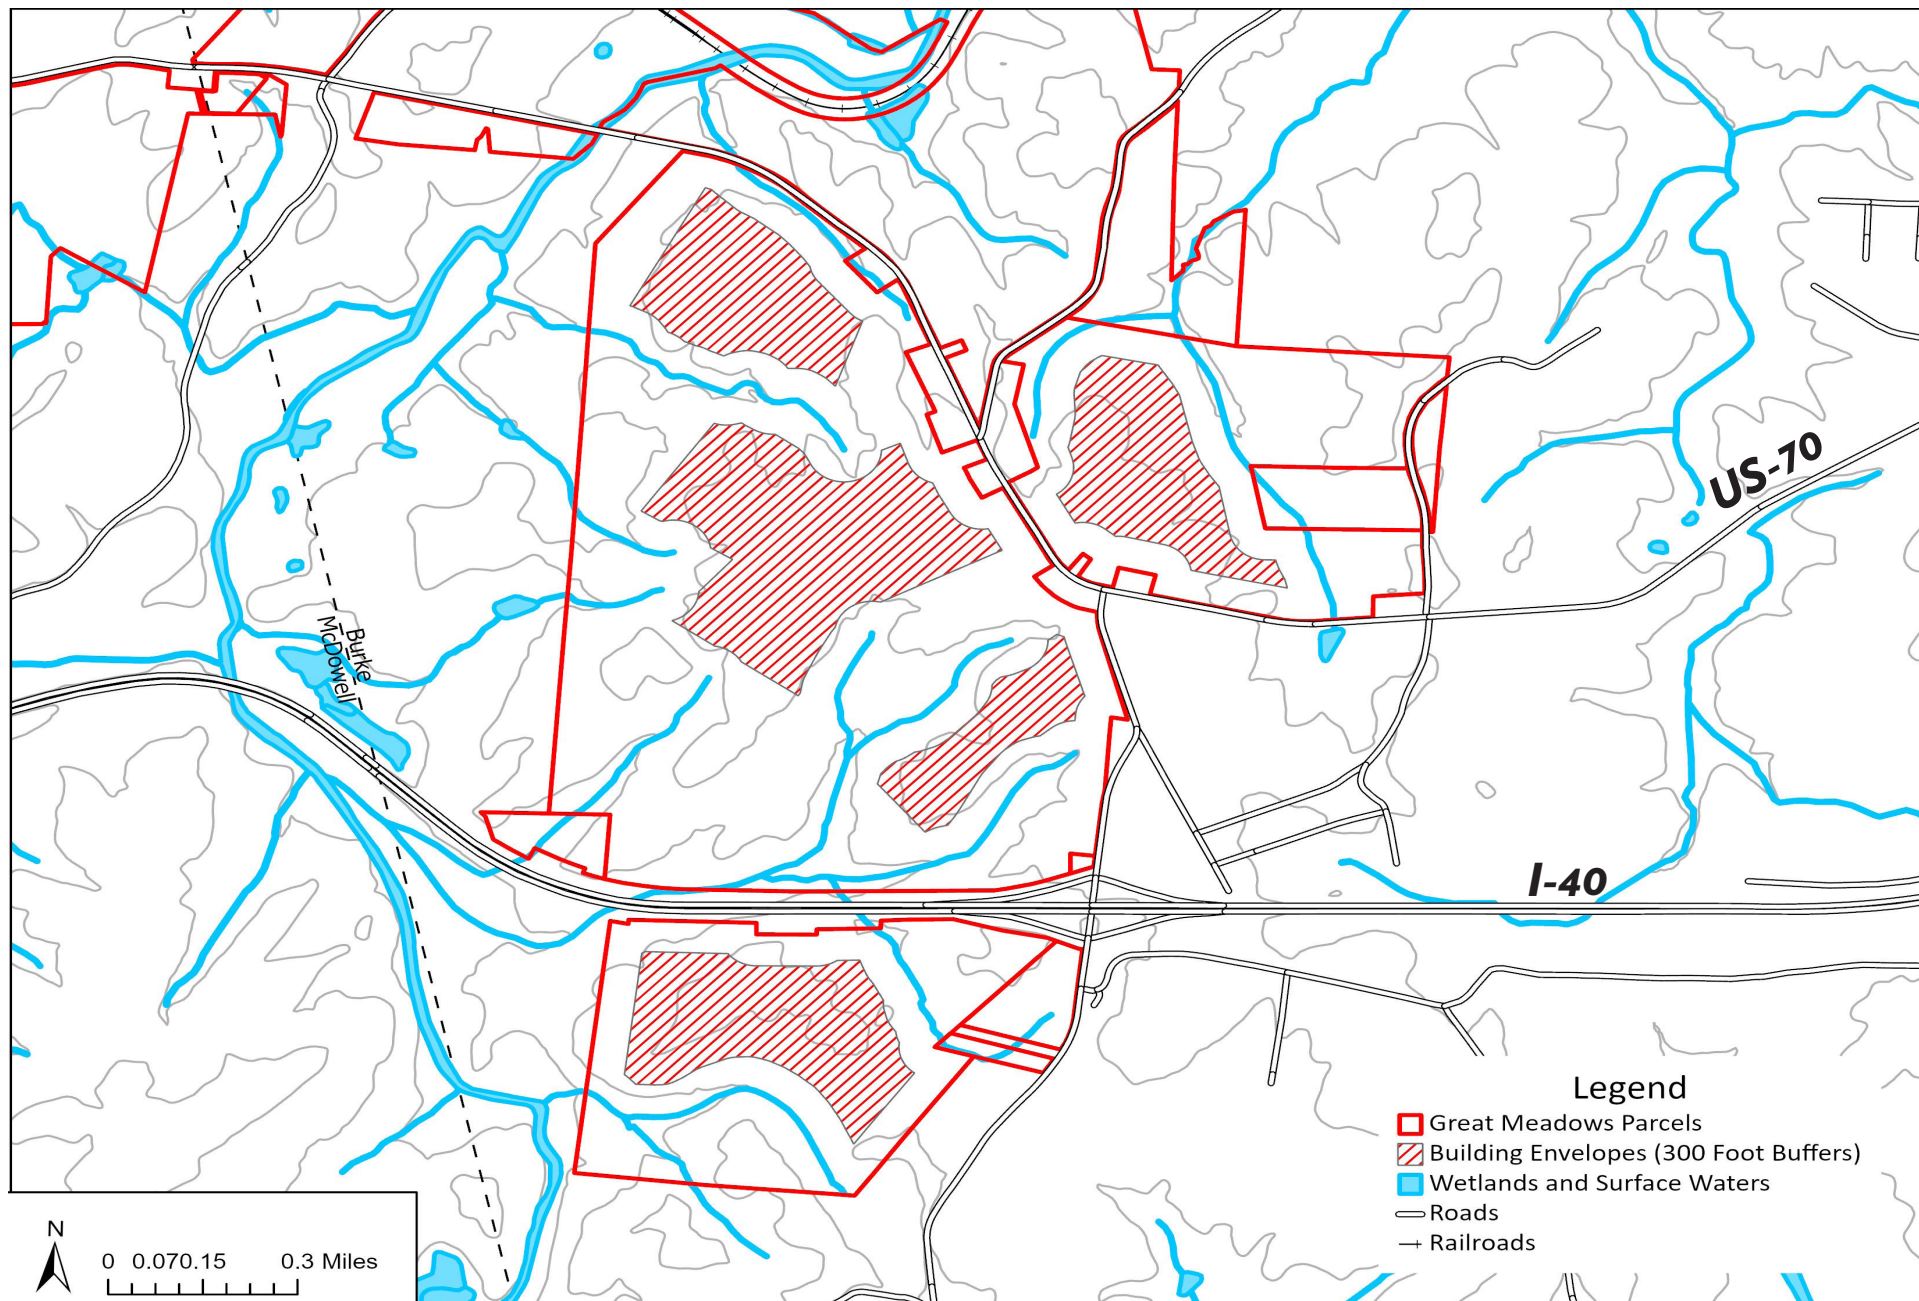 US-70
Burke
McDowell
I-40
Legend
Great Meadows Parcels
Building Envelopes (300 Foot Buffers)
Wetlands and Surface Waters
Roads
Railroads
N
0 0.070.15 0.3 Miles